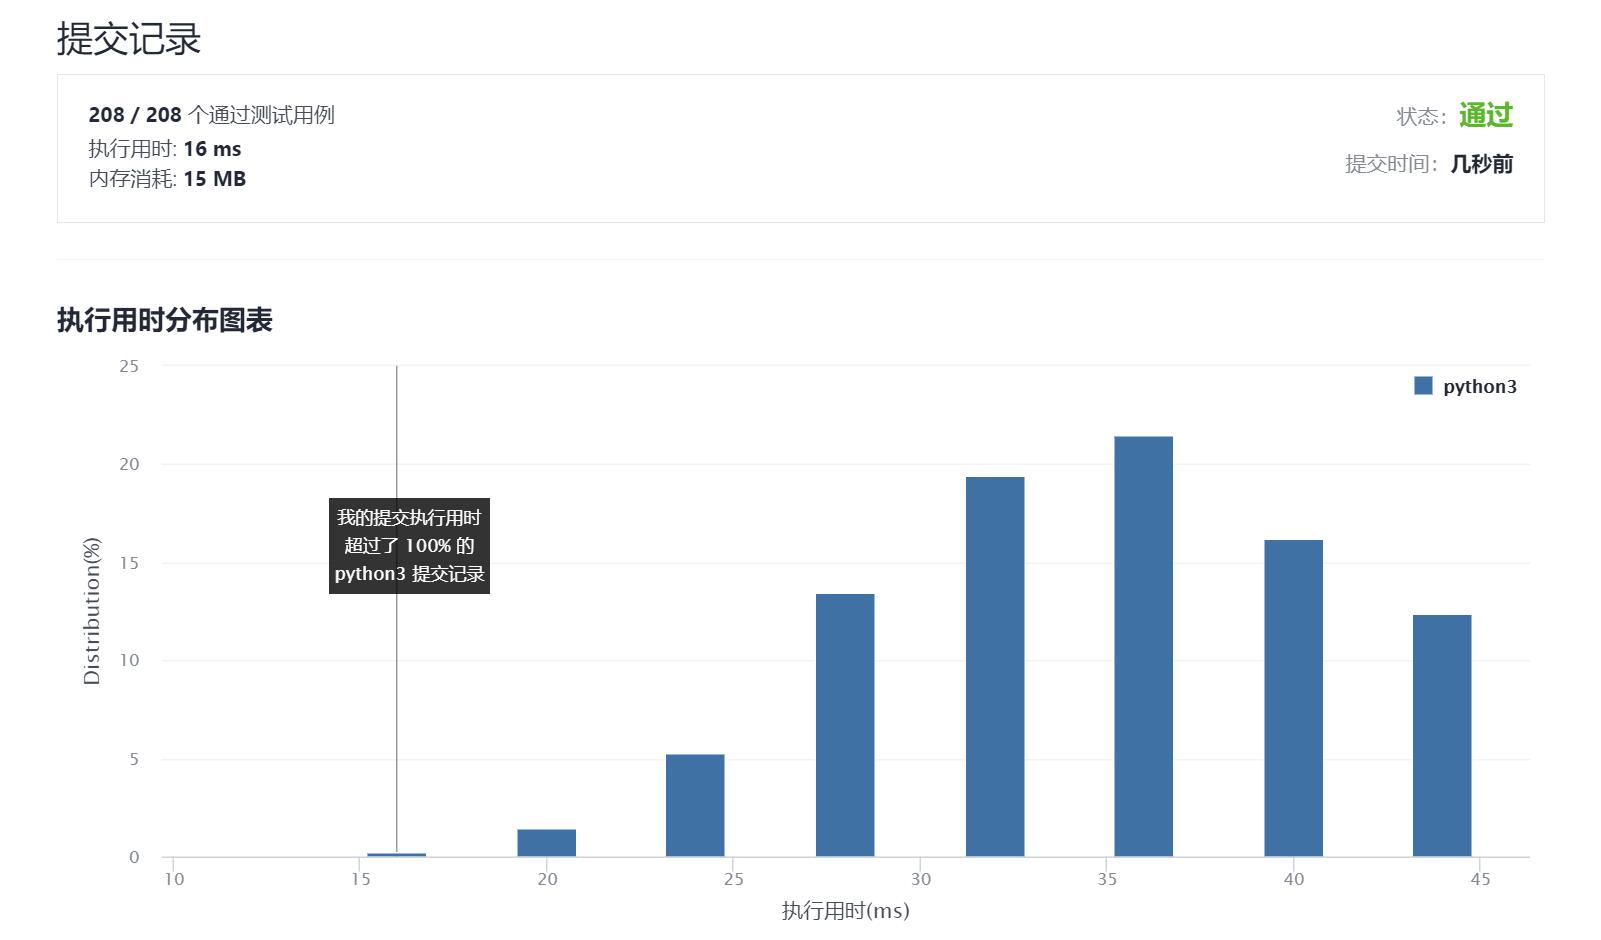 提交记录
208 / 208 个通过测试用例
状态：通过
执行用时: 16 ms
提交时间：几秒前
内存消耗: 15 MB
执行用时分布图表
25
python3
20
我的提交执行用时
超过了 100% 的
python3 提交记录
15
Distribution(%)
10
5
0
10 15 20 25 30 35 40 45
执行用时(ms)